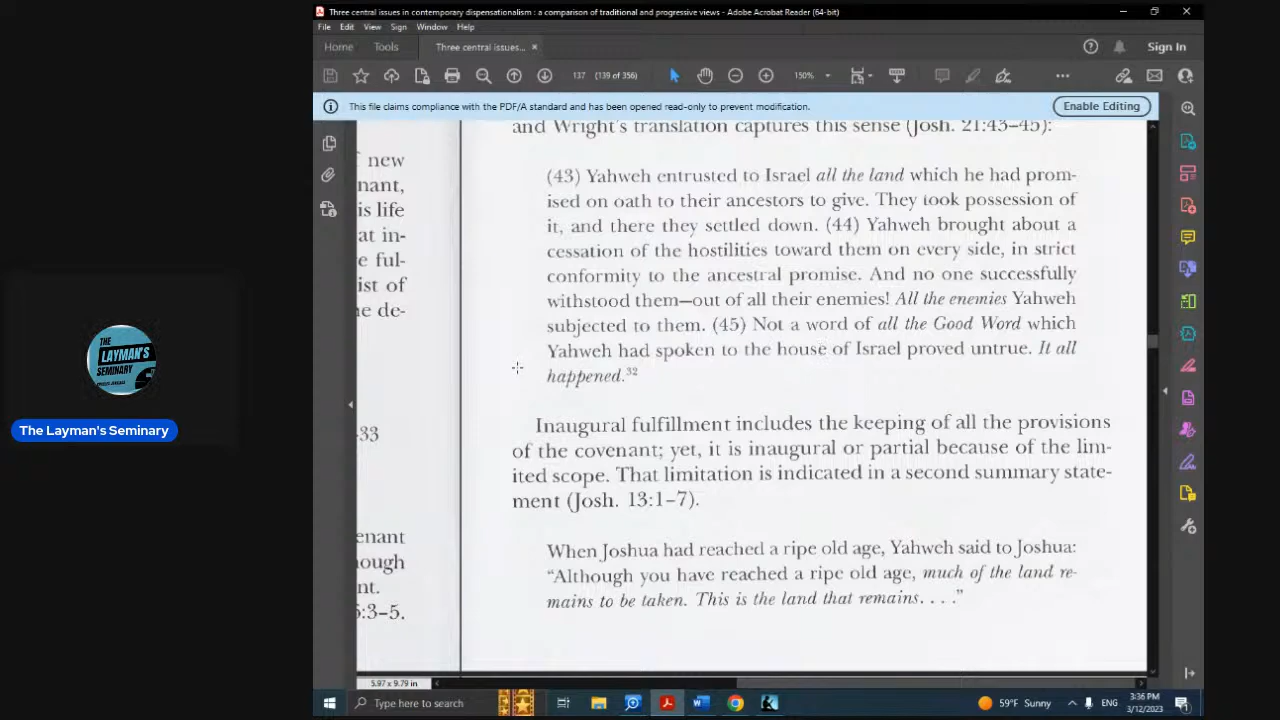 Three central issues in contemporary dispensationalism : a comparison of traditional and progressive views - Adobe Acrobat Reader (64-bit)
File Edit View Sign Window Help
Home Tools Three central issues... × Sign In
137 (139 of 356) 150%
This file claims compliance with the PDF/A standard and has been opened read-only to prevent modification. Enable Editing
new
nant,
is life
at in-
e ful-
ist of
e de-
-33
enant
ough
nt.
5:3–5.
and Wright's translation captures this sense (Josh. 21:43–45):
(43) Yahweh entrusted to Israel all the land which he had prom-
ised on oath to their ancestors to give. They took possession of
it, and there they settled down. (44) Yahweh brought about a
cessation of the hostilities toward them on every side, in strict
conformity to the ancestral promise. And no one successfully
withstood them—out of all their enemies! All the enemies Yahweh
subjected to them. (45) Not a word of all the Good Word which
Yahweh had spoken to the house of Israel proved untrue. It all
happened.32
Inaugural fulfillment includes the keeping of all the provisions
of the covenant; yet, it is inaugural or partial because of the lim-
ited scope. That limitation is indicated in a second summary state-
ment (Josh. 13:1–7).
When Joshua had reached a ripe old age, Yahweh said to Joshua:
“Although you have reached a ripe old age, much of the land re-
mains to be taken. This is the land that remains. . . .”
THE
LAYMAN'S
SEMINARY
The Layman's Seminary
5.97 x 9.79 in
Type here to search
59°F Sunny
ENG
3:36 PM
3/12/2023